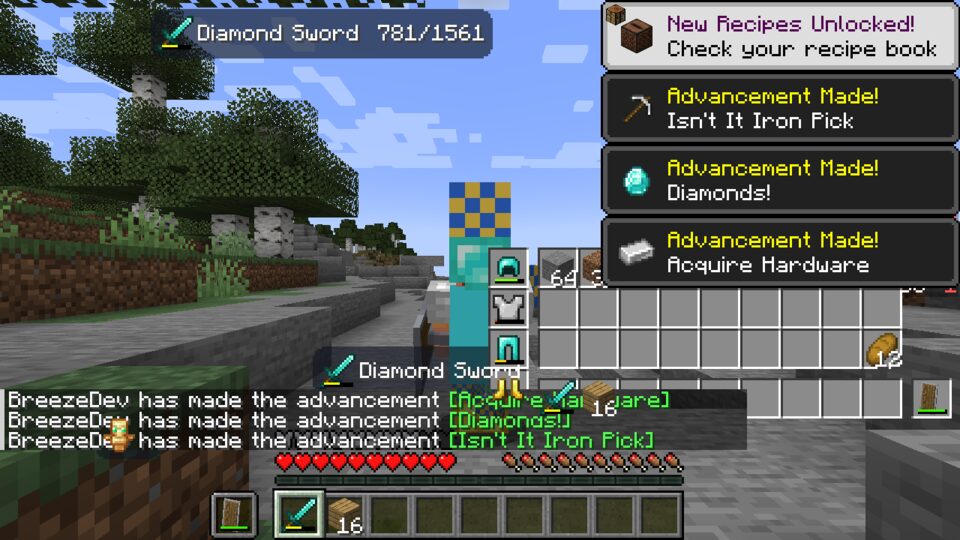 Diamond Sword 781/1561
New Recipes Unlocked!
Check your recipe book
Advancement Made!
Isn't It Iron Pick
Advancement Made!
Diamonds!
Advancement Made!
Acquire Hardware
64
12
Diamond Sword
16
BreezeDev has made the advancement [Acquire Hardware]
BreezeDev has made the advancement [Diamonds!]
BreezeDev has made the advancement [Isn't It Iron Pick]
16